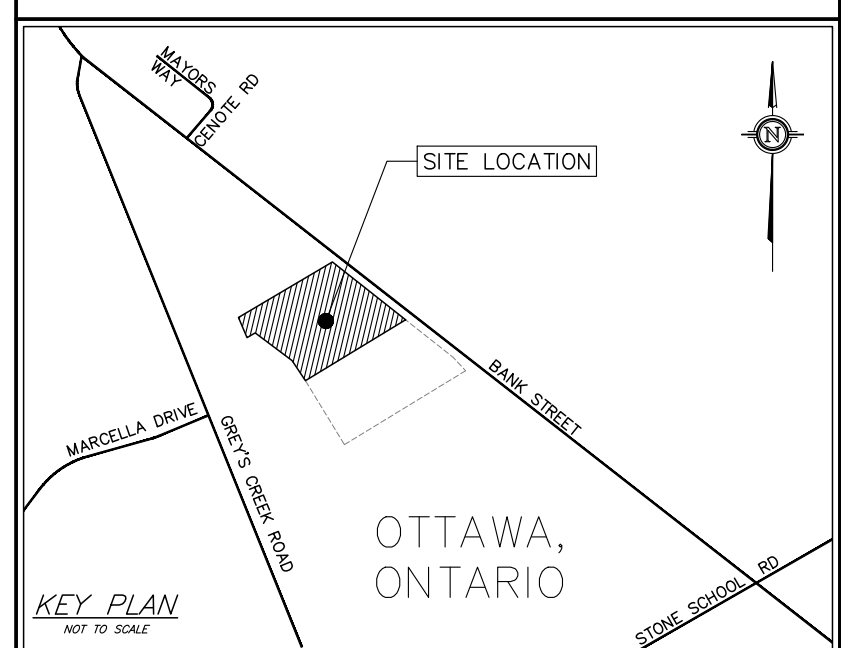 MAYORS
WAY
CENOTE RD
N
SITE LOCATION
BANK STREET
MARCELLA DRIVE
GREY'S CREEK ROAD
OTTAWA,
ONTARIO
STONE SCHOOL RD
KEY PLAN
NOT TO SCALE